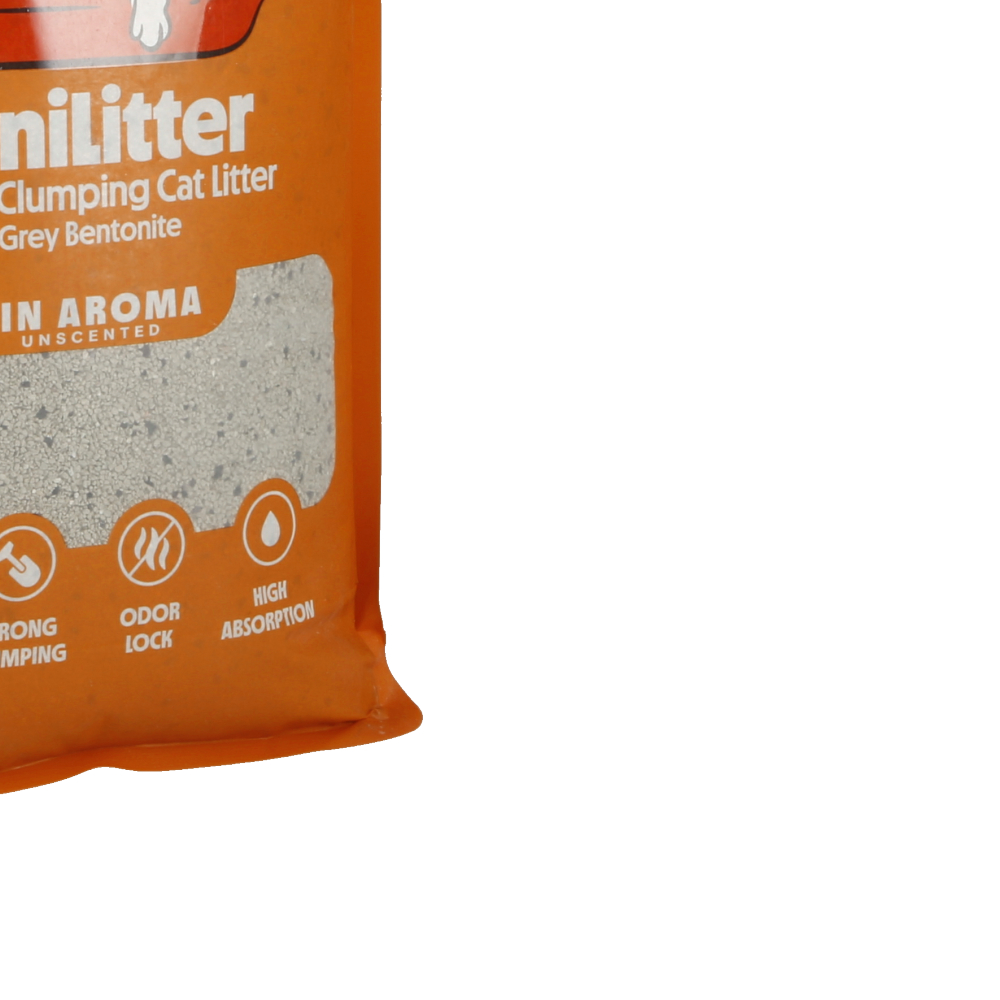 niLitter
Clumping Cat Litter
Grey Bentonite
IN AROMA
UNSCENTED
RONG
MPING
ODOR
LOCK
HIGH
ABSORPTION